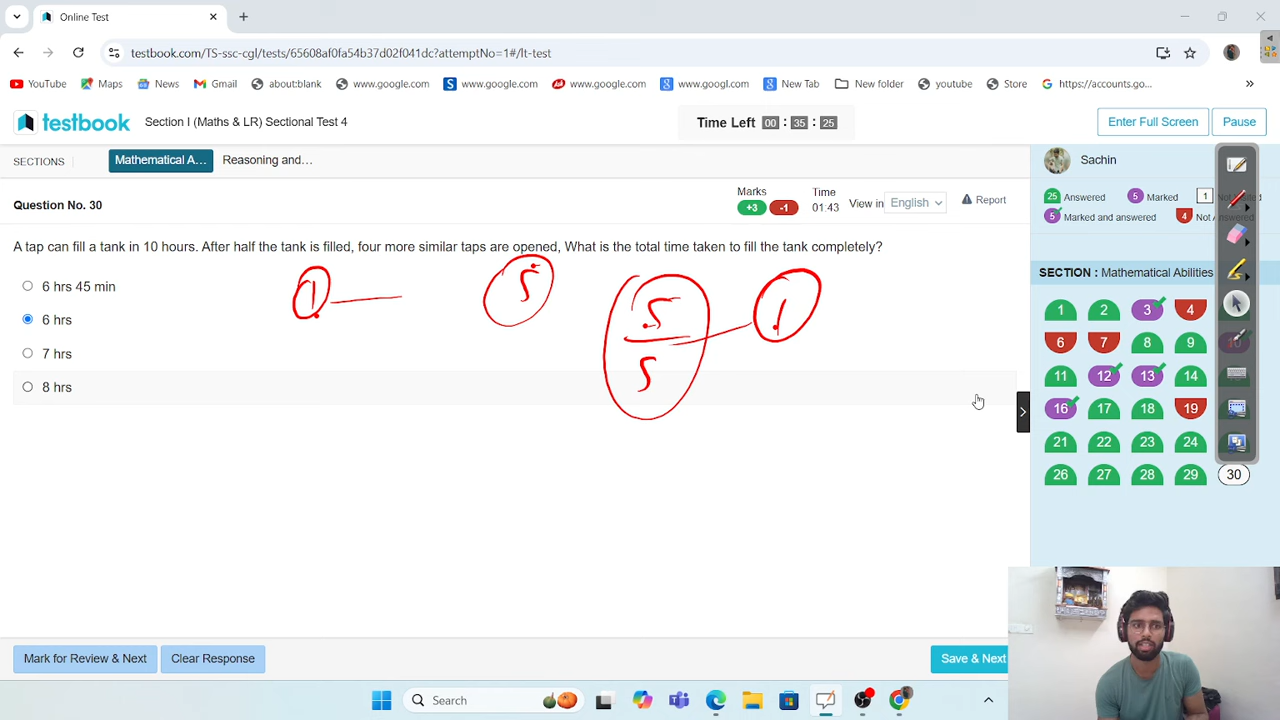 Online Test
testbook.com/TS-ssc-cgl/tests/65608af0fa54b37d02f041dc?attemptNo=1#/lt-test
YouTube Maps News Gmail about:blank www.google.com www.google.com www.google.com www.googl.com New Tab New folder youtube Store https://accounts.go...
testbook Section I (Maths & LR) Sectional Test 4 Time Left 00 : 35 : 25 Enter Full Screen Pause
SECTIONS Mathematical A... Reasoning and... Sachin
Question No. 30 Marks +3 -1 Time 01:43 View in English Report
25 Answered 5 Marked 1
5 Marked and answered 4 Not
A tap can fill a tank in 10 hours. After half the tank is filled, four more similar taps are opened, What is the total time taken to fill the tank completely?
6 hrs 45 min
6 hrs
7 hrs
8 hrs
1 5 5 1
5
SECTION : Mathematical Abilities
1 2 3 4
6 7 8 9 10
11 12 13 14
16 17 18 19
21 22 23 24
26 27 28 29 30
Mark for Review & Next Clear Response Save & Next
Search